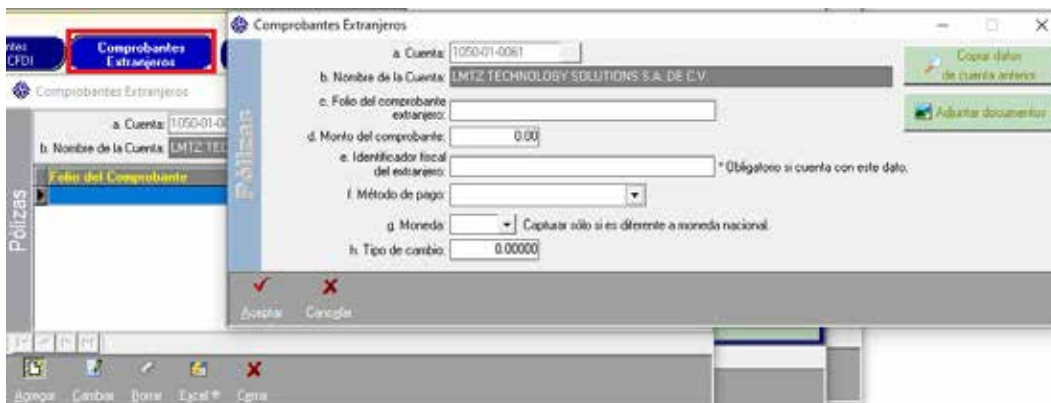 ntes
CFDI
Comprobantes
Extranjeros
Comprobantes Extranjeros
a. Cuenta: 1050-01-0
b. Nombre de la Cuenta: LMTZ TEC
Folio del Comprobante
Pólizas
Agregar Cambiar Borrar Excel Cerrar
Comprobantes Extranjeros
Pólizas
a. Cuenta: 1050-01-0061
b. Nombre de la Cuenta: LMTZ TECHNOLOGY SOLUTIONS S.A. DE C.V.
c. Folio del comprobante
extranjero:
d. Monto del comprobante: 0.00
e. Identificador fiscal
del extranjero: * Obligatorio si cuenta con este dato.
f. Método de pago:
g. Moneda: Capturar sólo si es diferente a moneda nacional.
h. Tipo de cambio: 0.00000
Copiar datos
de cuenta anterior
Adjuntar documentos
Aceptar Cancelar